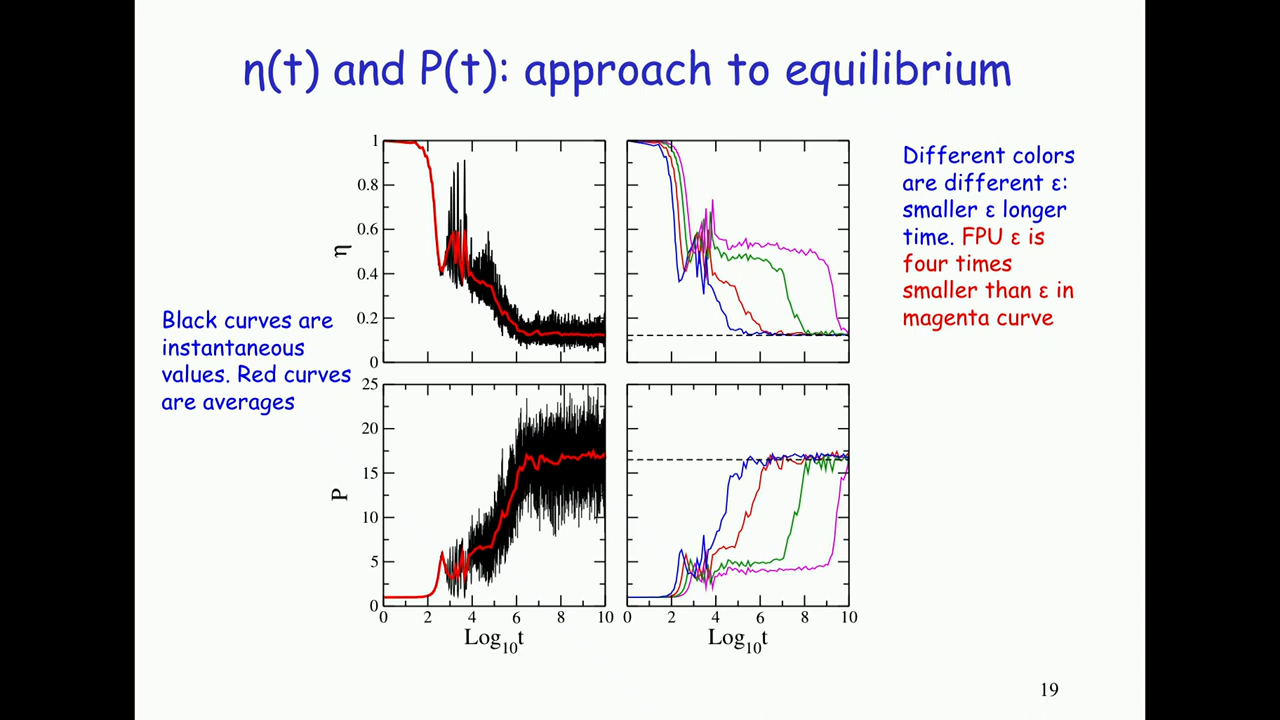 η(t) and P(t): approach to equilibrium
Black curves are
instantaneous
values. Red curves
are averages
η
1
0.8
0.6
0.4
0.2
0
P
25
20
15
10
5
0
0 2 4 6 8 10
Log10t
0 2 4 6 8 10
Log10t
Different colors
are different ε:
smaller ε longer
time. FPU ε is
four times
smaller than ε in
magenta curve
19